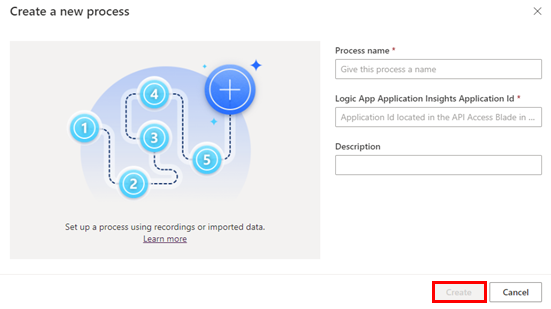 Create a new process
Process name *
Give this process a name
Logic App Application Insights Application Id *
Application Id located in the API Access Blade in ...
Description
1
2
3
4
5
Set up a process using recordings or imported data.
Learn more
Create
Cancel